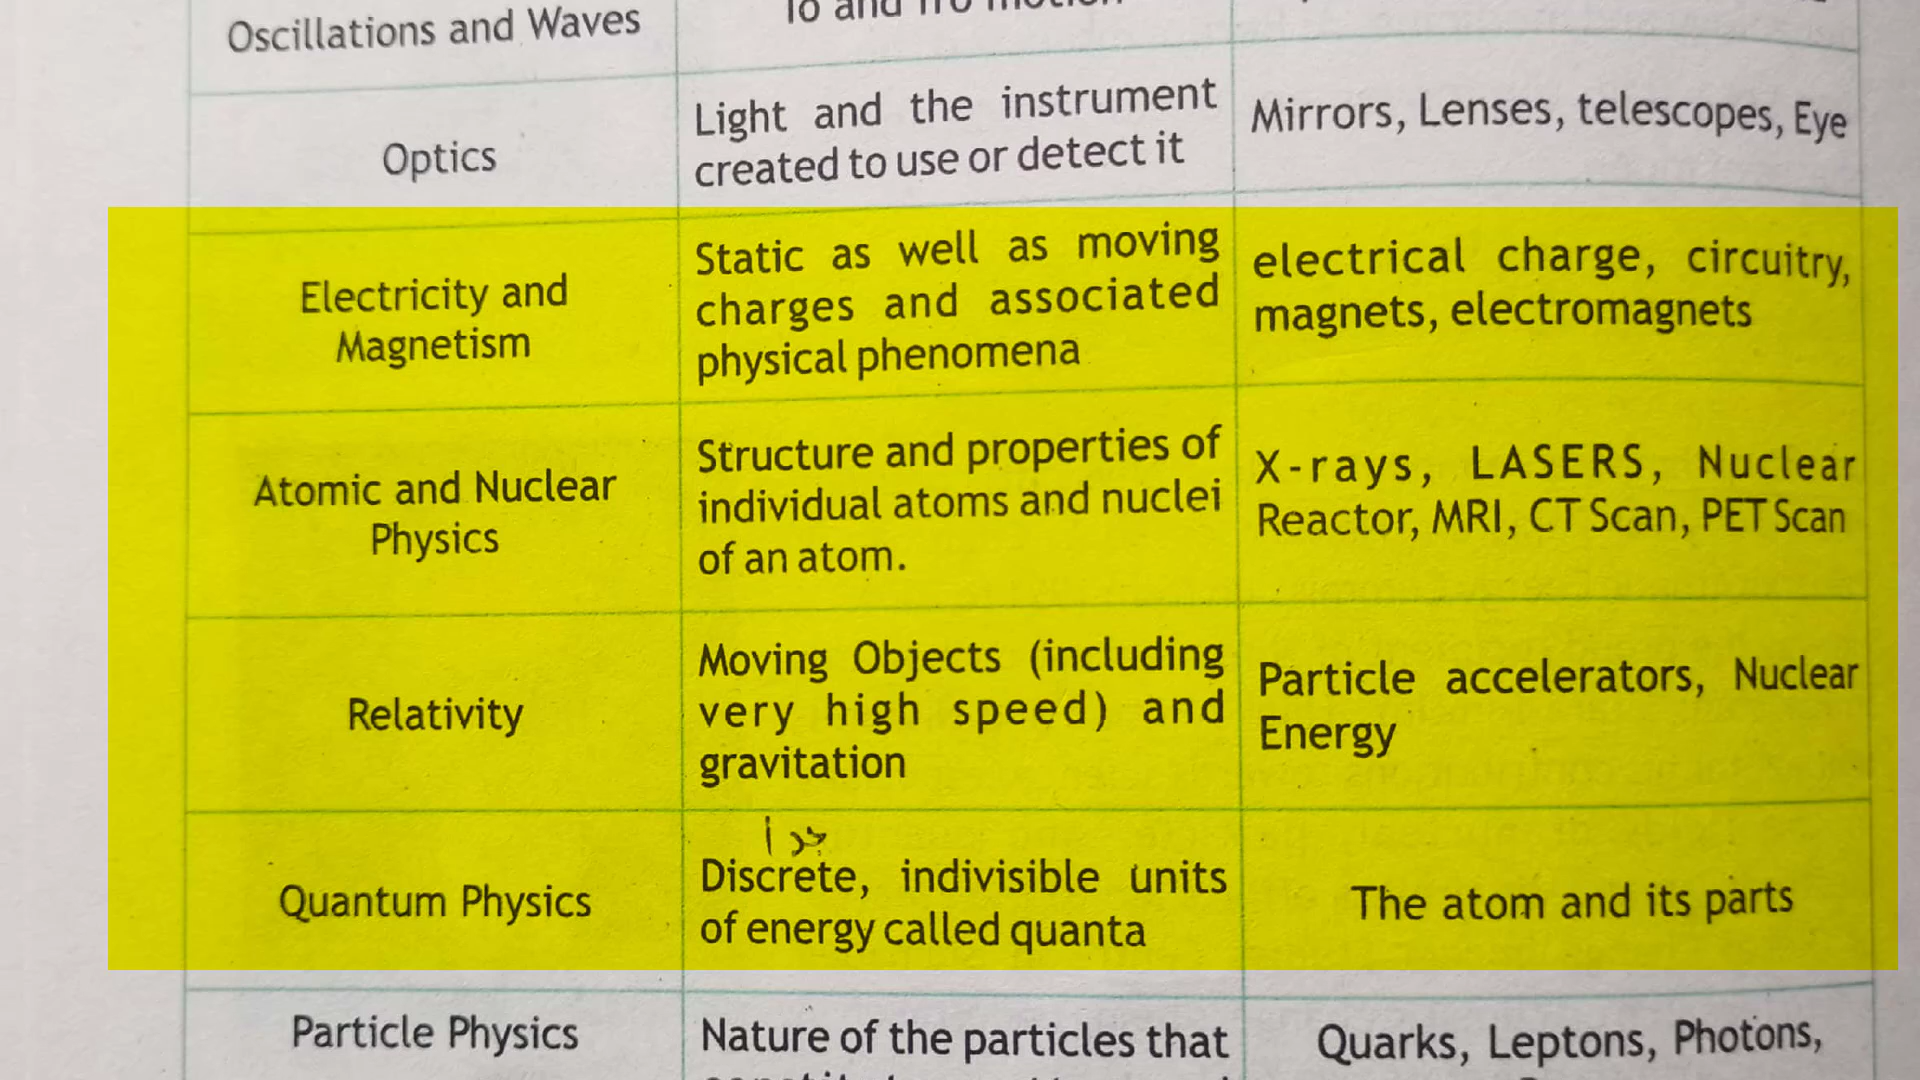 Oscillations and Waves
To and fro motion
Optics
Light and the instrument
created to use or detect it
Mirrors, Lenses, telescopes, Eye
Electricity and
Magnetism
Static as well as moving
charges and associated
physical phenomena
electrical charge, circuitry,
magnets, electromagnets
Atomic and Nuclear
Physics
Structure and properties of
individual atoms and nuclei
of an atom.
X-rays, LASERS, Nuclear
Reactor, MRI, CT Scan, PET Scan
Relativity
Moving Objects (including
very high speed) and
gravitation
Particle accelerators, Nuclear
Energy
Quantum Physics
Discrete, indivisible units
of energy called quanta
The atom and its parts
Particle Physics
Nature of the particles that
Quarks, Leptons, Photons,